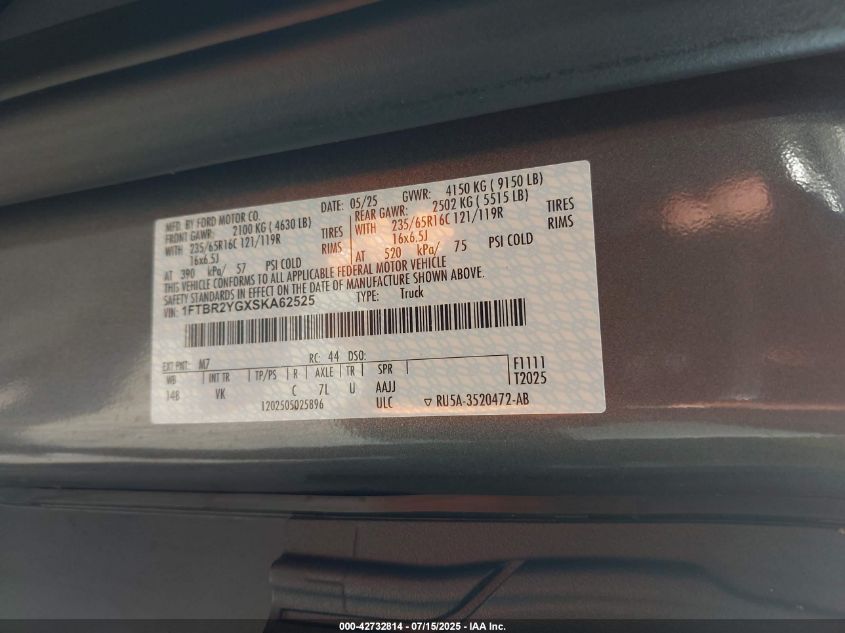 MFD. BY FORD MOTOR CO.
DATE: 05/25 GVWR: 4150 KG ( 9150 LB)
FRONT GAWR: 2100 KG ( 4630 LB)
REAR GAWR: 2502 KG ( 5515 LB)
WITH 235/65R16C 121/119R TIRES
WITH 235/65R16C 121/119R TIRES
16x6.5J RIMS
16x6.5J RIMS
AT 390 kPa/ 57 PSI COLD
AT 520 kPa/ 75 PSI COLD
THIS VEHICLE CONFORMS TO ALL APPLICABLE FEDERAL MOTOR VEHICLE
SAFETY STANDARDS IN EFFECT ON THE DATE OF MANUFACTURE SHOWN ABOVE.
VIN: 1FTBR2YGXSKA62525 TYPE: Truck
EXT PNT: M7 RC: 44 DSO:
WB INT TR TP/PS R AXLE TR SPR F1111
148 VK C 7L U AAJJ T2025
1202505025896 ULC ▽ RU5A-3520472-AB
000-42732814 - 07/15/2025 - IAA Inc.